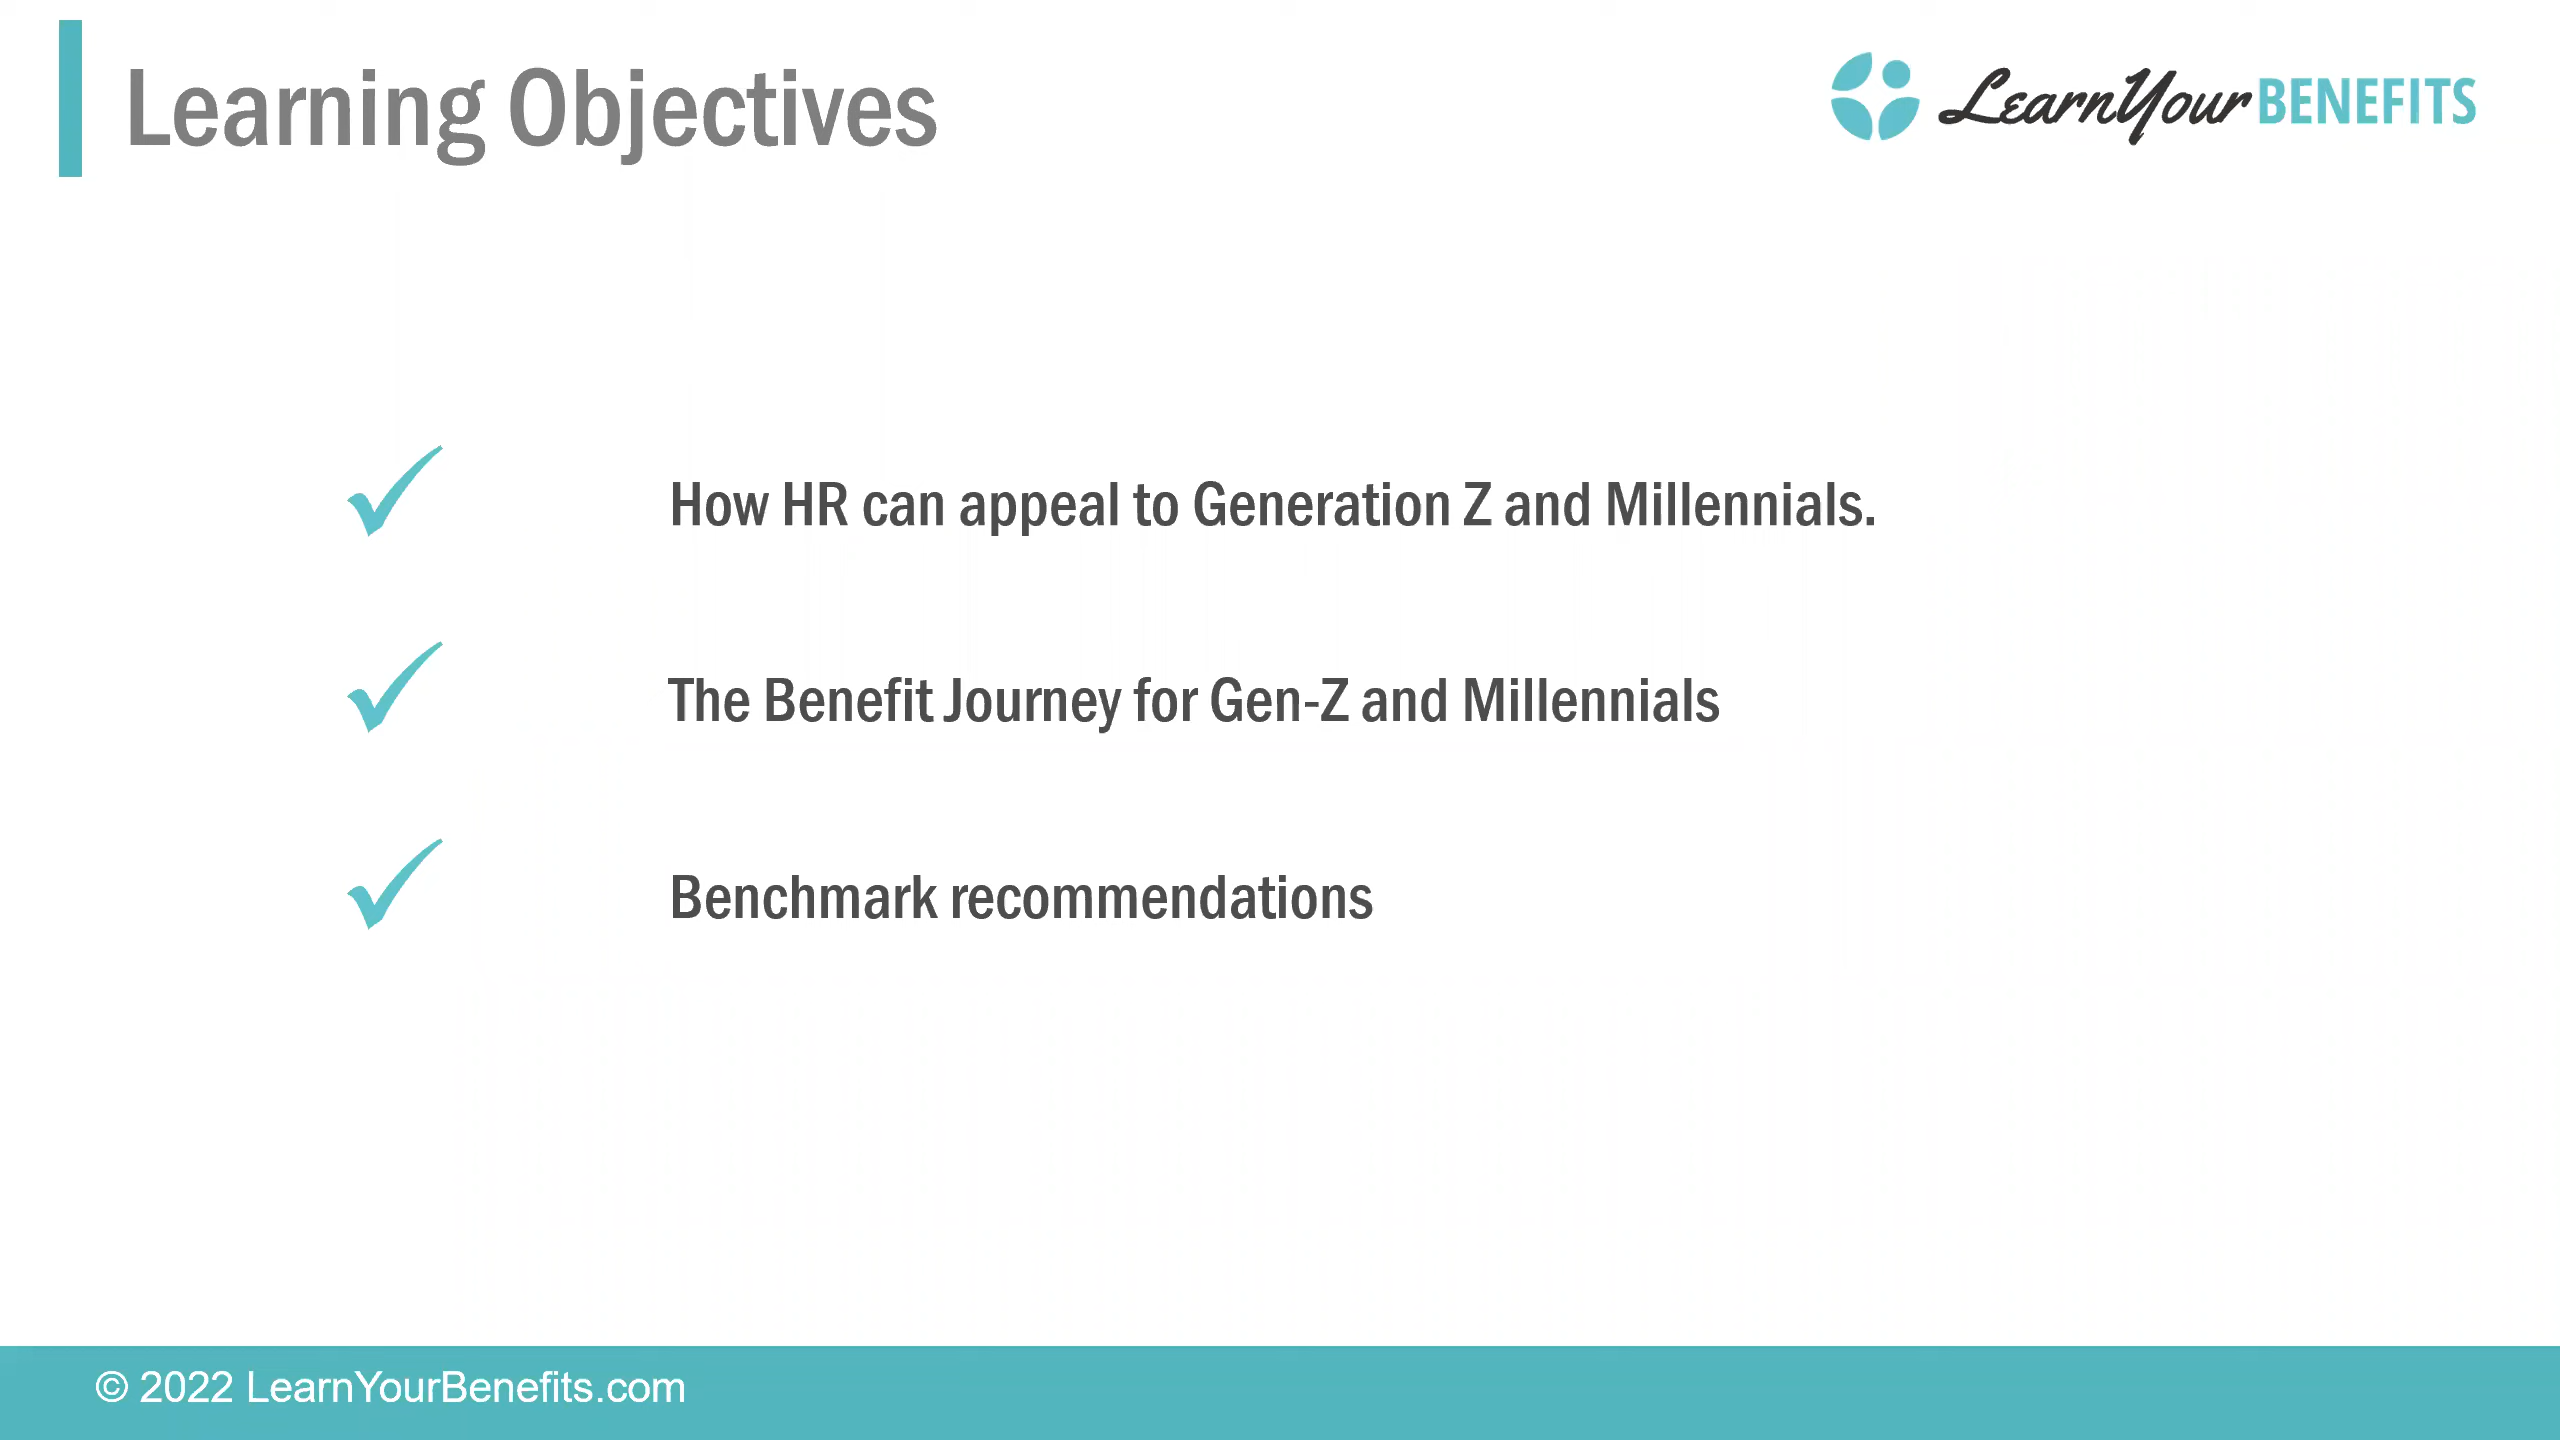 Learning Objectives
LearnYourBENEFITS
How HR can appeal to Generation Z and Millennials.
The Benefit Journey for Gen-Z and Millennials
Benchmark recommendations
© 2022 LearnYourBenefits.com